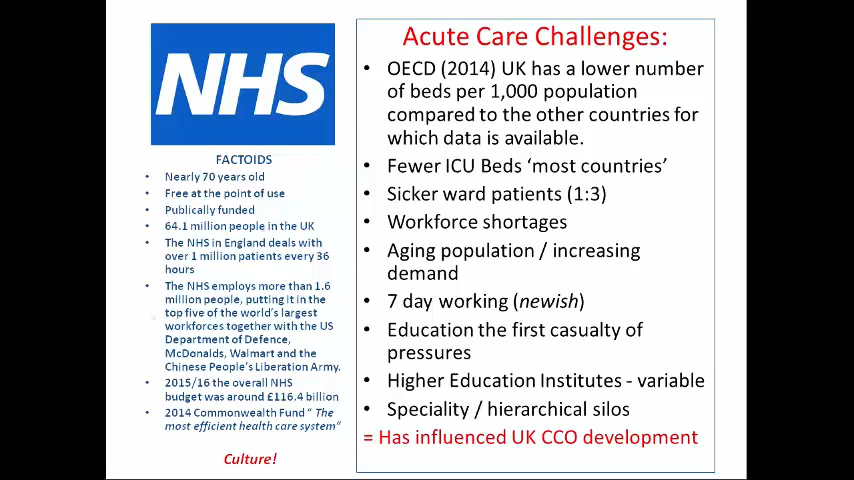 NHS
FACTOIDS
• Nearly 70 years old
• Free at the point of use
• Publically funded
• 64.1 million people in the UK
• The NHS in England deals with
over 1 million patients every 36
hours
• The NHS employs more than 1.6
million people, putting it in the
top five of the world's largest
workforces together with the US
Department of Defence,
McDonalds, Walmart and the
Chinese People's Liberation Army.
• 2015/16 the overall NHS
budget was around £116.4 billion
• 2014 Commonwealth Fund " The
most efficient health care system"
Culture!
Acute Care Challenges:
• OECD (2014) UK has a lower number
of beds per 1,000 population
compared to the other countries for
which data is available.
• Fewer ICU Beds 'most countries'
• Sicker ward patients (1:3)
• Workforce shortages
• Aging population / increasing
demand
• 7 day working (newish)
• Education the first casualty of
pressures
• Higher Education Institutes - variable
• Speciality / hierarchical silos
= Has influenced UK CCO development